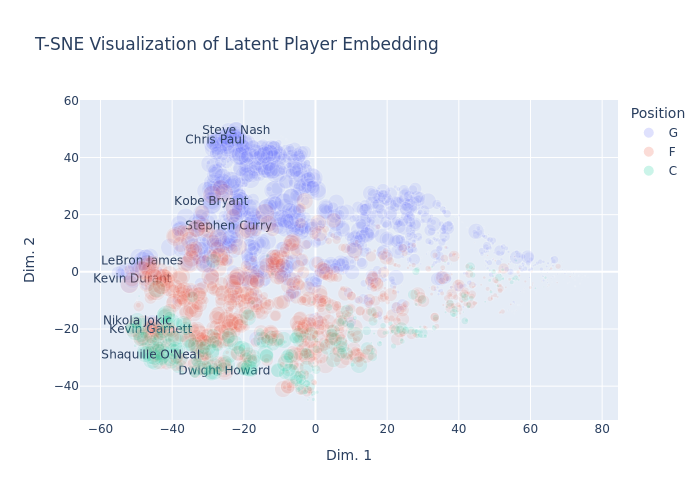 T-SNE Visualization of Latent Player Embedding
Position
G
F
C
Dim. 2
60
40
20
0
−20
−40
Steve Nash
Chris Paul
Kobe Bryant
Stephen Curry
LeBron James
Kevin Durant
Nikola Jokic
Kevin Garnett
Shaquille O'Neal
Dwight Howard
−60 −40 −20 0 20 40 60 80
Dim. 1